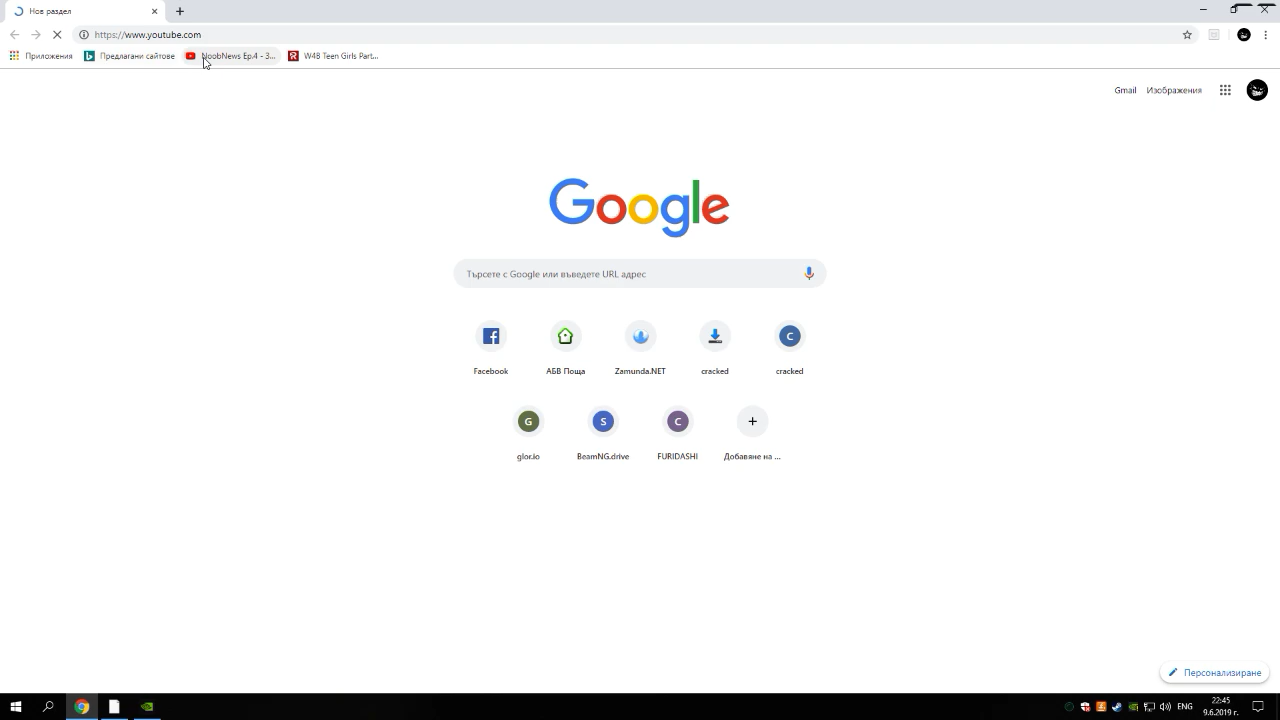 Нов раздел
https://www.youtube.com
Приложения
Предлагани сайтове
NoobNews Ep.4 - 3...
W4B Teen Girls Part...
Gmail
Изображения
Google
Търсете с Google или въведете URL адрес
Facebook
АБВ Поща
Zamunda.NET
cracked
cracked
G
S
C
C
glor.io
BeamNG.drive
FURIDASHI
Добавяне на ...
Персонализиране
ENG
22:45
9.6.2019 г.